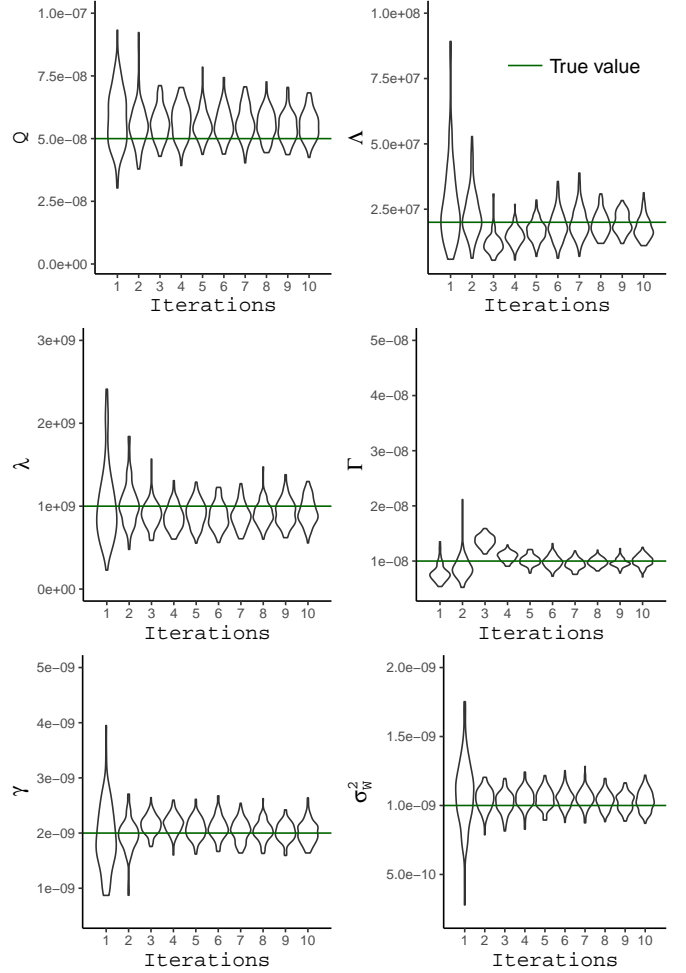 1.0e−07
7.5e−08
5.0e−08
2.5e−08
0.0e+00
Q
1 2 3 4 5 6 7 8 9 10
Iterations
1.0e+08
7.5e+07
5.0e+07
2.5e+07
Λ
True value
1 2 3 4 5 6 7 8 9 10
Iterations
3e+09
2e+09
1e+09
0e+00
λ
1 2 3 4 5 6 7 8 9 10
Iterations
5e−08
4e−08
3e−08
2e−08
1e−08
Γ
1 2 3 4 5 6 7 8 9 10
Iterations
5e−09
4e−09
3e−09
2e−09
1e−09
γ
1 2 3 4 5 6 7 8 9 10
Iterations
2.0e−09
1.5e−09
1.0e−09
5.0e−10
σ²_W
1 2 3 4 5 6 7 8 9 10
Iterations